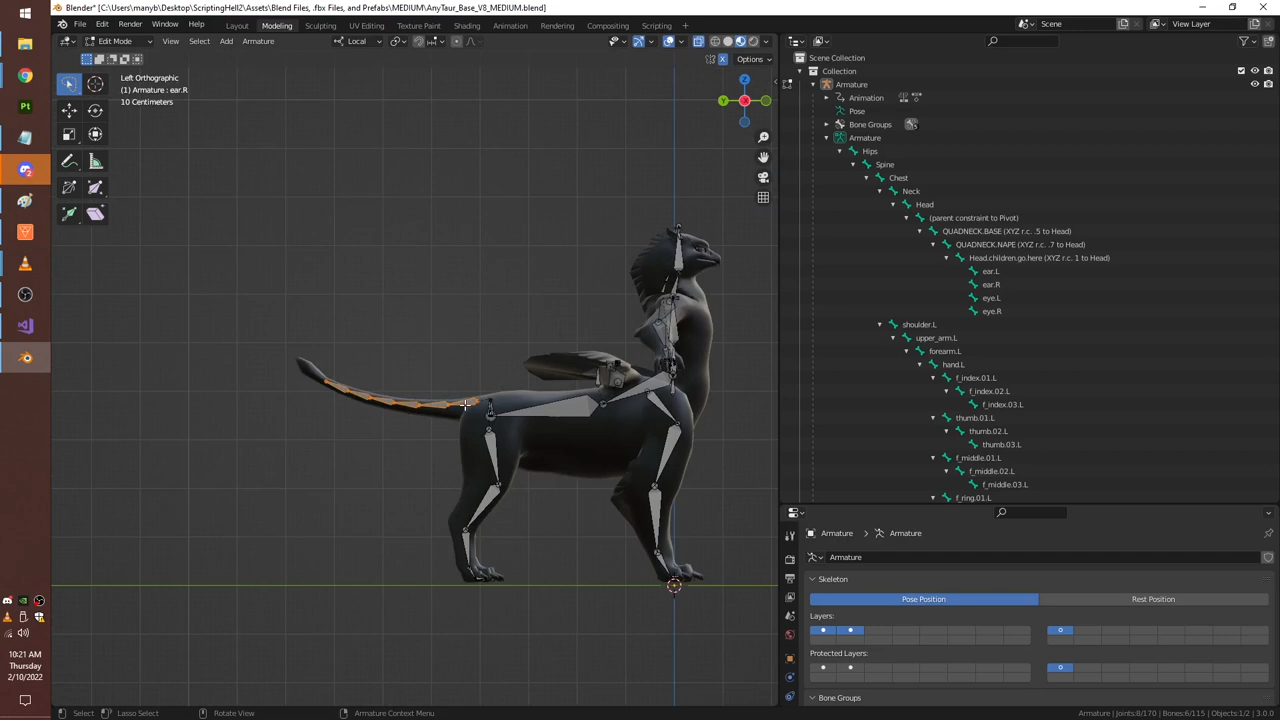 Blender* [C:\Users\manyb\Desktop\ScriptingHell2\Assets\Blend Files, .fbx Files, and Prefabs\MEDIUM\AnyTaur_Base_V8_MEDIUM.blend]
File Edit Render Window Help Layout Modeling Sculpting UV Editing Texture Paint Shading Animation Rendering Compositing Scripting Scene View Layer
Edit Mode View Select Add Armature Local
X Options
Left Orthographic
(1) Armature : ear.R
10 Centimeters
Z
Y X
Scene Collection
Collection
Armature
Animation
Pose
Bone Groups 5
Armature
Hips
Spine
Chest
Neck
Head
(parent constraint to Pivot)
QUADNECK.BASE (XYZ r.c. .5 to Head)
QUADNECK.NAPE (XYZ r.c. .7 to Head)
Head.children.go.here (XYZ r.c. 1 to Head)
ear.L
ear.R
eye.L
eye.R
shoulder.L
upper_arm.L
forearm.L
hand.L
f_index.01.L
f_index.02.L
f_index.03.L
thumb.01.L
thumb.02.L
thumb.03.L
f_middle.01.L
f_middle.02.L
f_middle.03.L
f_ring.01.L
Armature Armature
Armature
Skeleton
Pose Position Rest Position
Layers:
Protected Layers:
Bone Groups
Pt
10:21 AM
Thursday
2/10/2022
Select Lasso Select Rotate View Armature Context Menu
Armature | Joints:8/170 | Bones:6/115 | Objects:1/2 | 3.0.0